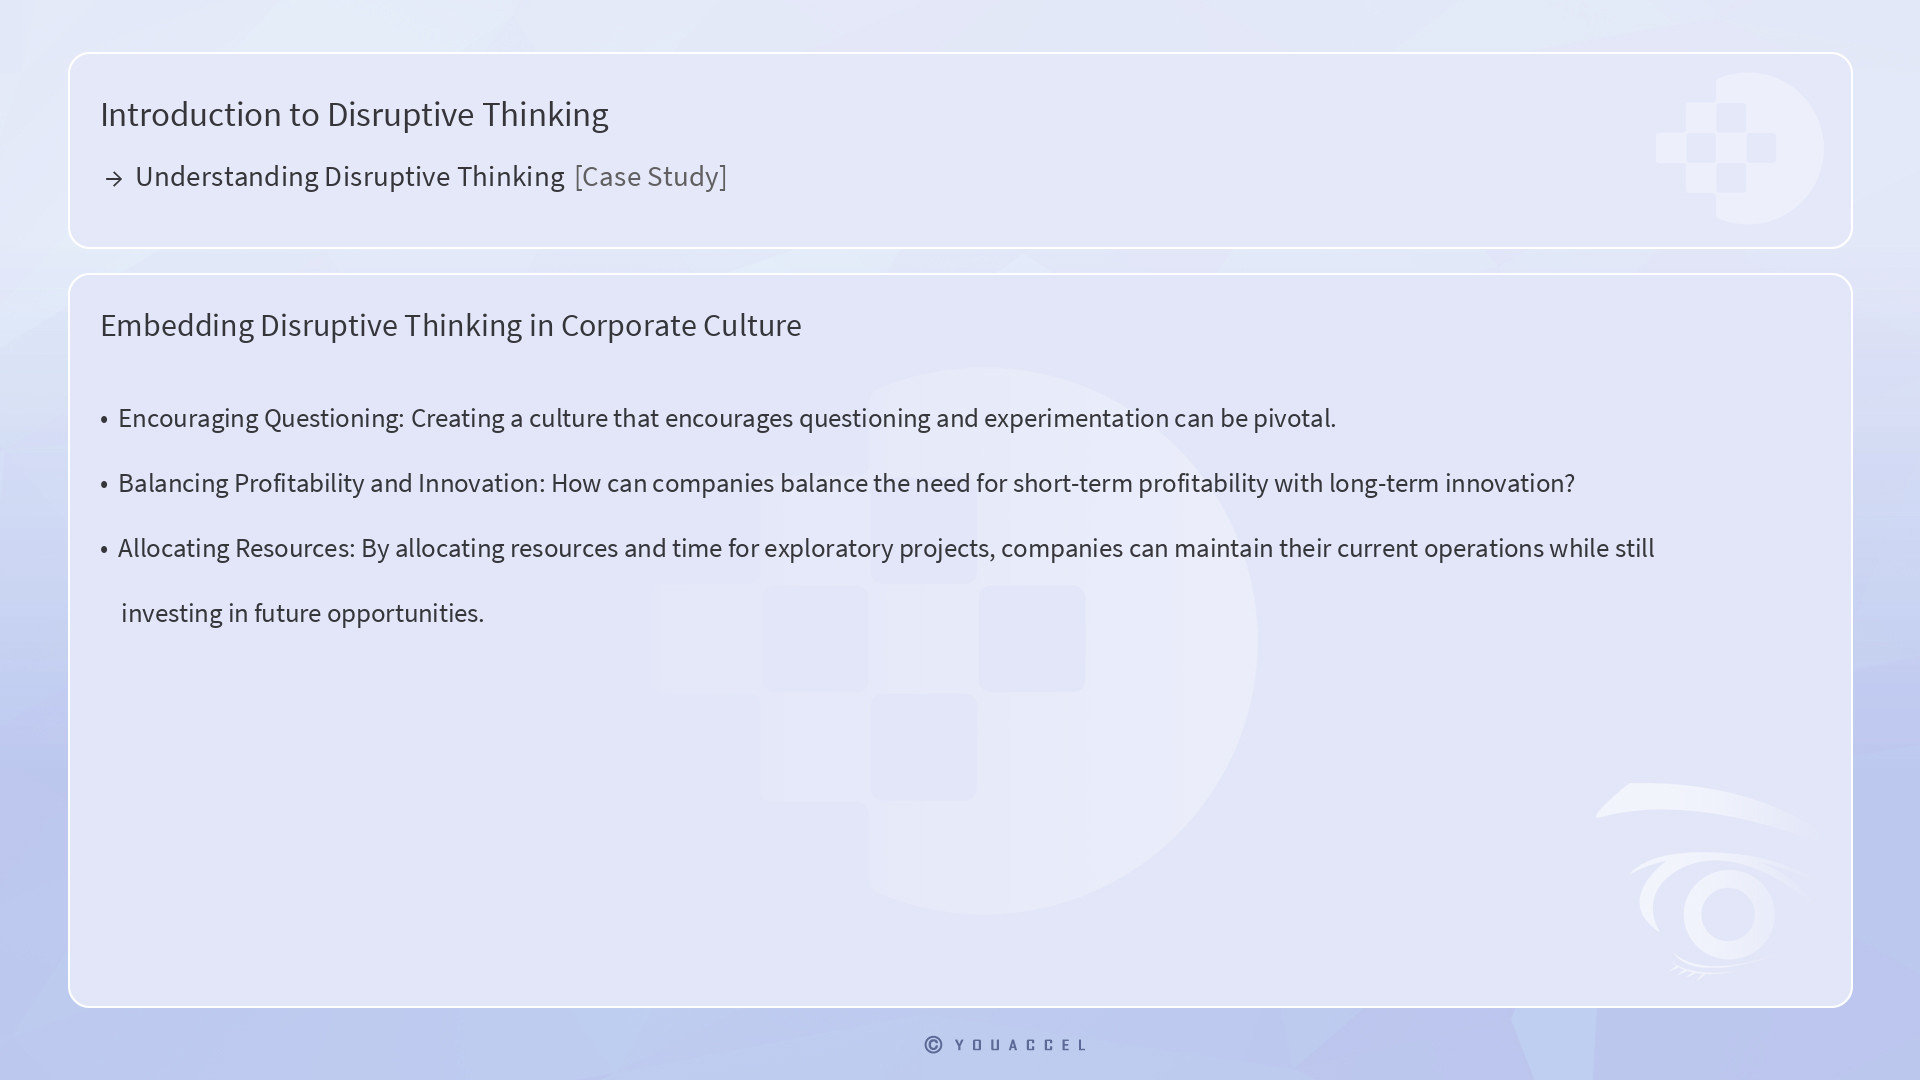 Introduction to Disruptive Thinking
→ Understanding Disruptive Thinking [Case Study]
Embedding Disruptive Thinking in Corporate Culture
• Encouraging Questioning: Creating a culture that encourages questioning and experimentation can be pivotal.
• Balancing Profitability and Innovation: How can companies balance the need for short-term profitability with long-term innovation?
• Allocating Resources: By allocating resources and time for exploratory projects, companies can maintain their current operations while still
investing in future opportunities.
© YOUACCEL